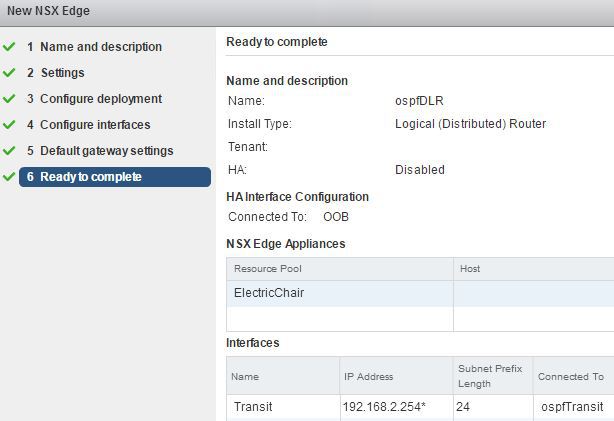 New NSX Edge
1 Name and description
2 Settings
3 Configure deployment
4 Configure interfaces
5 Default gateway settings
6 Ready to complete
Ready to complete
Name and description
Name: ospfDLR
Install Type: Logical (Distributed) Router
Tenant:
HA: Disabled
HA Interface Configuration
Connected To: OOB
NSX Edge Appliances
Resource Pool Host
ElectricChair
Interfaces
Name IP Address Subnet Prefix Length Connected To
Transit 192.168.2.254* 24 ospfTransit